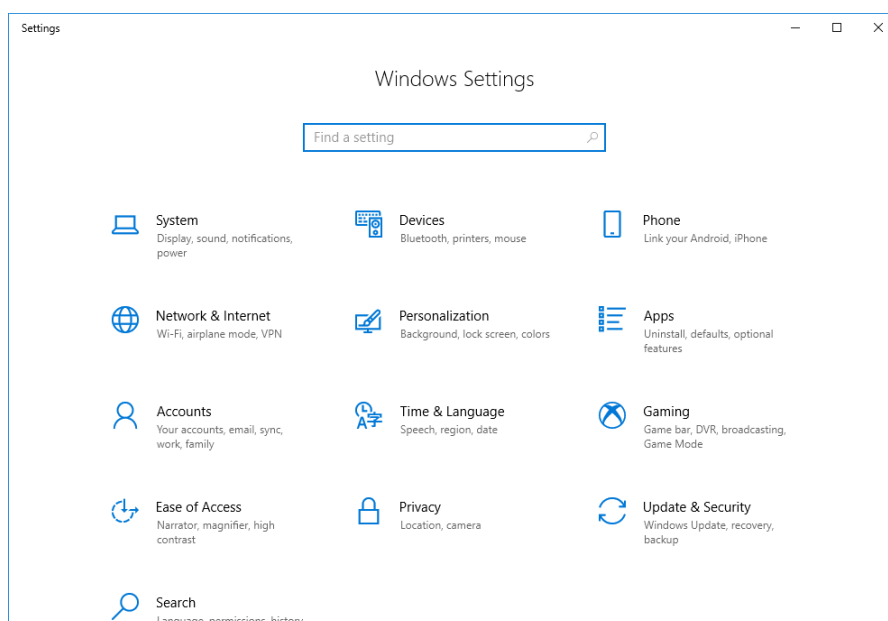 Settings
Windows Settings
Find a setting
System
Display, sound, notifications,
power
Devices
Bluetooth, printers, mouse
Phone
Link your Android, iPhone
Network & Internet
Wi-Fi, airplane mode, VPN
Personalization
Background, lock screen, colors
Apps
Uninstall, defaults, optional
features
Accounts
Your accounts, email, sync,
work, family
Time & Language
Speech, region, date
Gaming
Game bar, DVR, broadcasting,
Game Mode
Ease of Access
Narrator, magnifier, high
contrast
Privacy
Location, camera
Update & Security
Windows Update, recovery,
backup
Search
Language, permissions, history